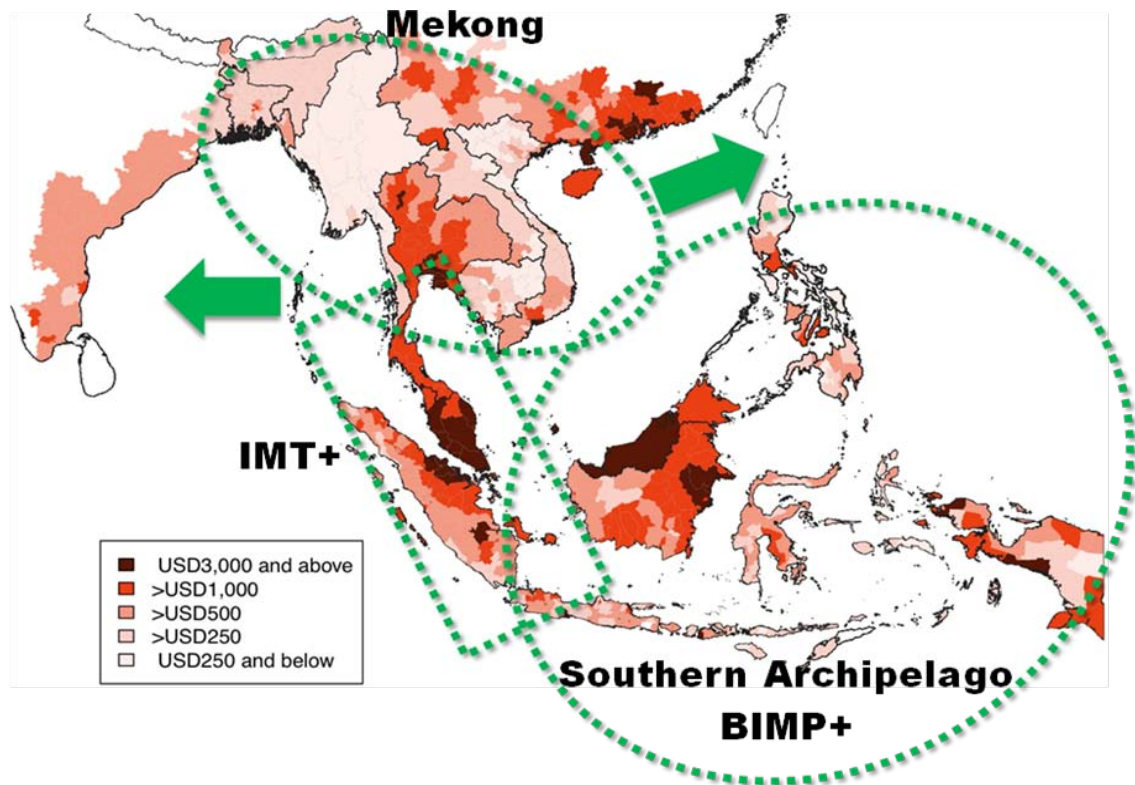 Mekong
IMT+
USD3,000 and above
>USD1,000
>USD500
>USD250
USD250 and below
Southern Archipelago
BIMP+